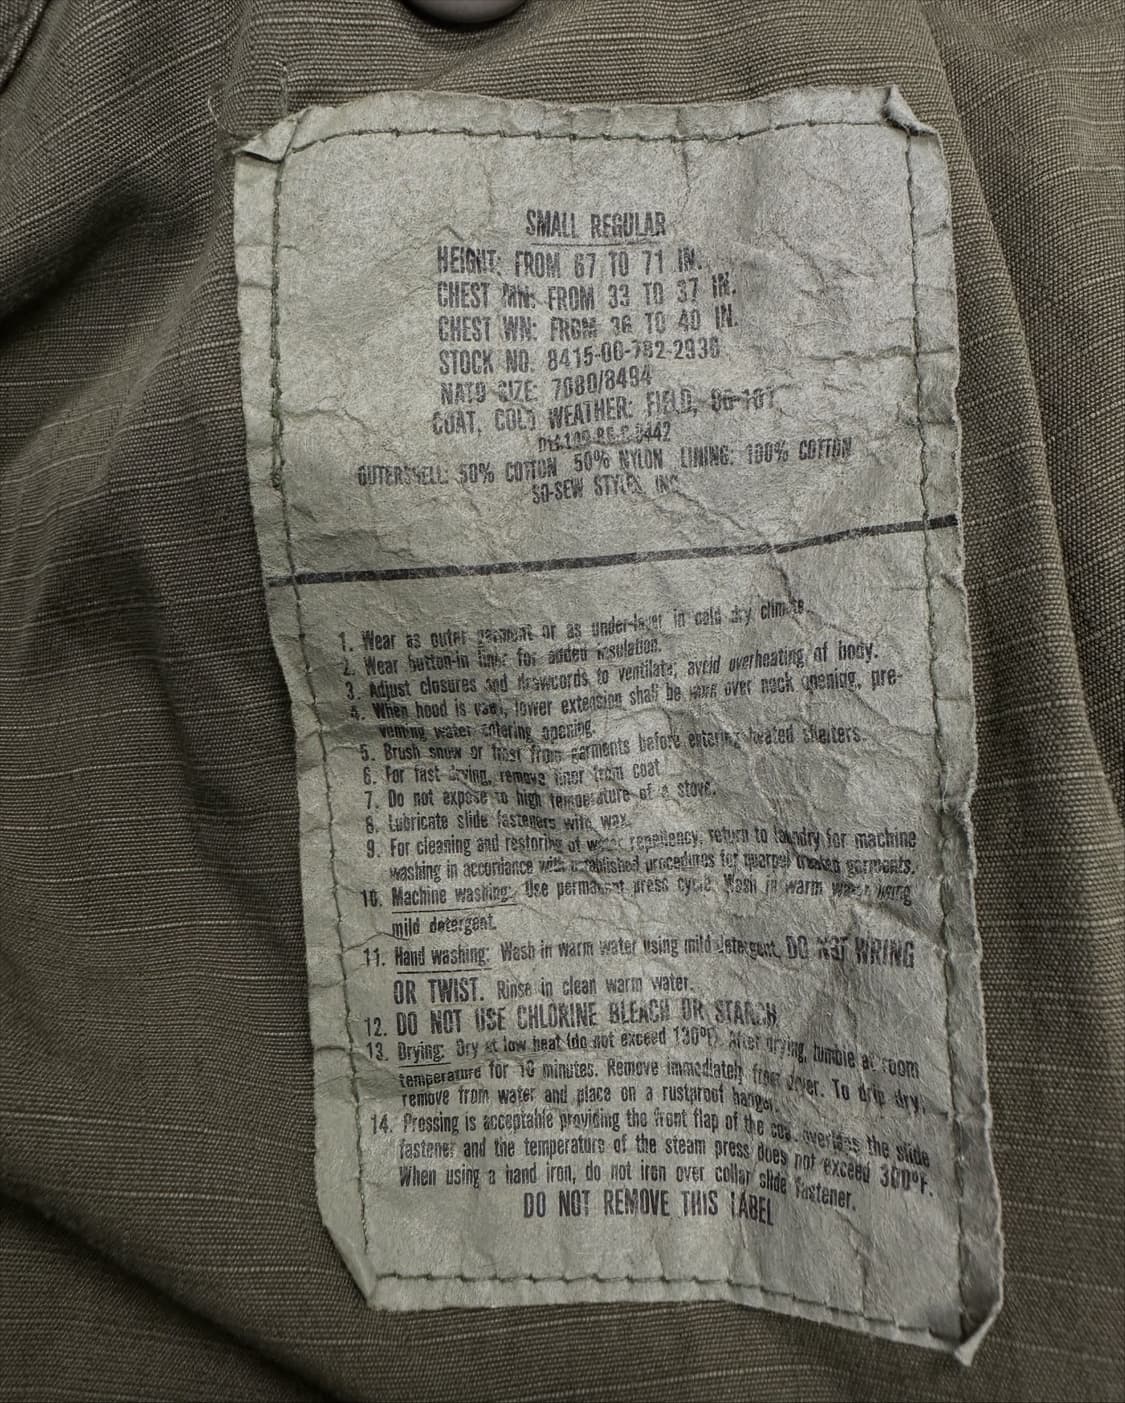 SMALL REGULAR
HEIGHT: FROM 67 TO 71 IN.
CHEST MN: FROM 33 TO 37 IN.
CHEST WN: FROM 36 TO 40 IN.
STOCK NO: 8415-00-782-2936
NATO SIZE: 7080/8494
COAT, COLD WEATHER: FIELD, OG-107
OUTERSHELL: 50% COTTON 50% NYLON LINING: 100% COTTON
SO-SEW STYLES, INC.
1. Wear as outer garment or as under-layer in cold dry climate.
2. Wear button-in liner for added insulation.
3. Adjust closures and drawcords to ventilate; avoid overheating of body.
4. When hood is used, lower extension shall be worn over neck opening, pre-
venting water entering opening.
5. Brush snow or frost from garments before entering heated shelters.
6. For fast drying, remove liner from coat
7. Do not expose to high temperature of a stove.
8. Lubricate slide fasteners with wax.
9. For cleaning and restoring of water repellency, return to laundry for machine
washing in accordance with established procedures for quarpel treated garments.
10. Machine washing: Use permanent press cycle. Wash in warm water using
mild detergent.
11. Hand washing: Wash in warm water using mild detergent. DO NOT WRING
OR TWIST. Rinse in clean warm water.
12. DO NOT USE CHLORINE BLEACH OR STARCH
13. Drying: Dry at low heat (do not exceed 130°F). After drying, tumble at room
temperature for 10 minutes. Remove immediately from dryer. To drip dry,
remove from water and place on a rustproof hanger.
14. Pressing is acceptable providing the front flap of the coat overlaps the slide
fastener and the temperature of the steam press does not exceed 300°F.
When using a hand iron, do not iron over collar slide fastener.
DO NOT REMOVE THIS LABEL